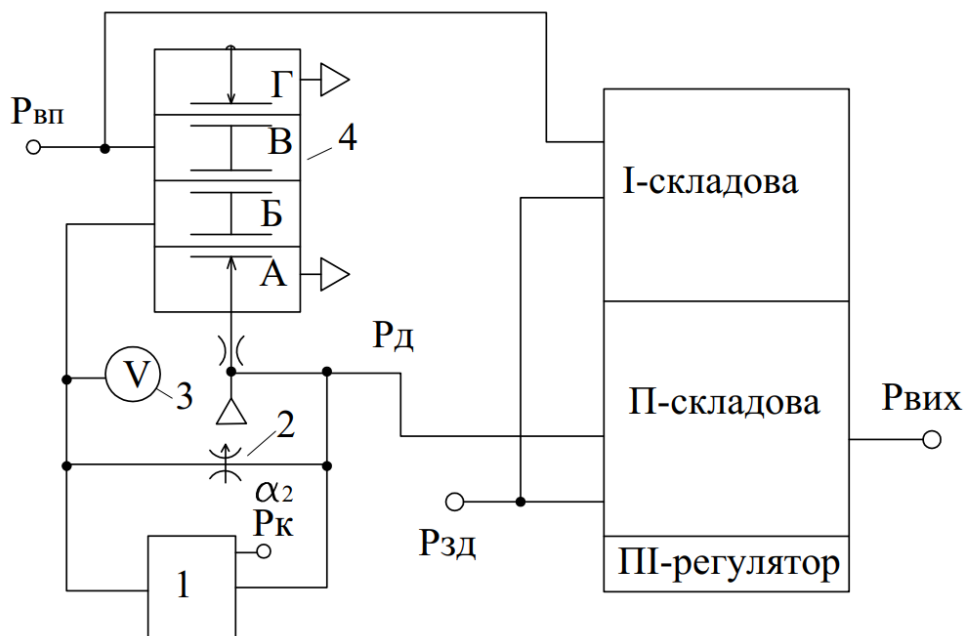 Рвп
Г
В
4
Б
А
І-складова
Рд
V
3
2
П-складова
Рвих
α2
Рк
Рзд
1
ПІ-регулятор